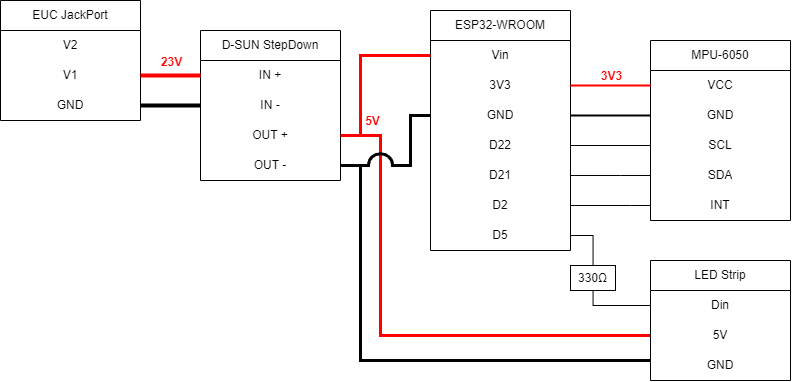 EUC JackPort
V2
V1
GND
23V
D-SUN StepDown
IN +
IN -
OUT +
OUT -
5V
ESP32-WROOM
Vin
3V3
GND
D22
D21
D2
D5
3V3
MPU-6050
VCC
GND
SCL
SDA
INT
330Ω
LED Strip
Din
5V
GND